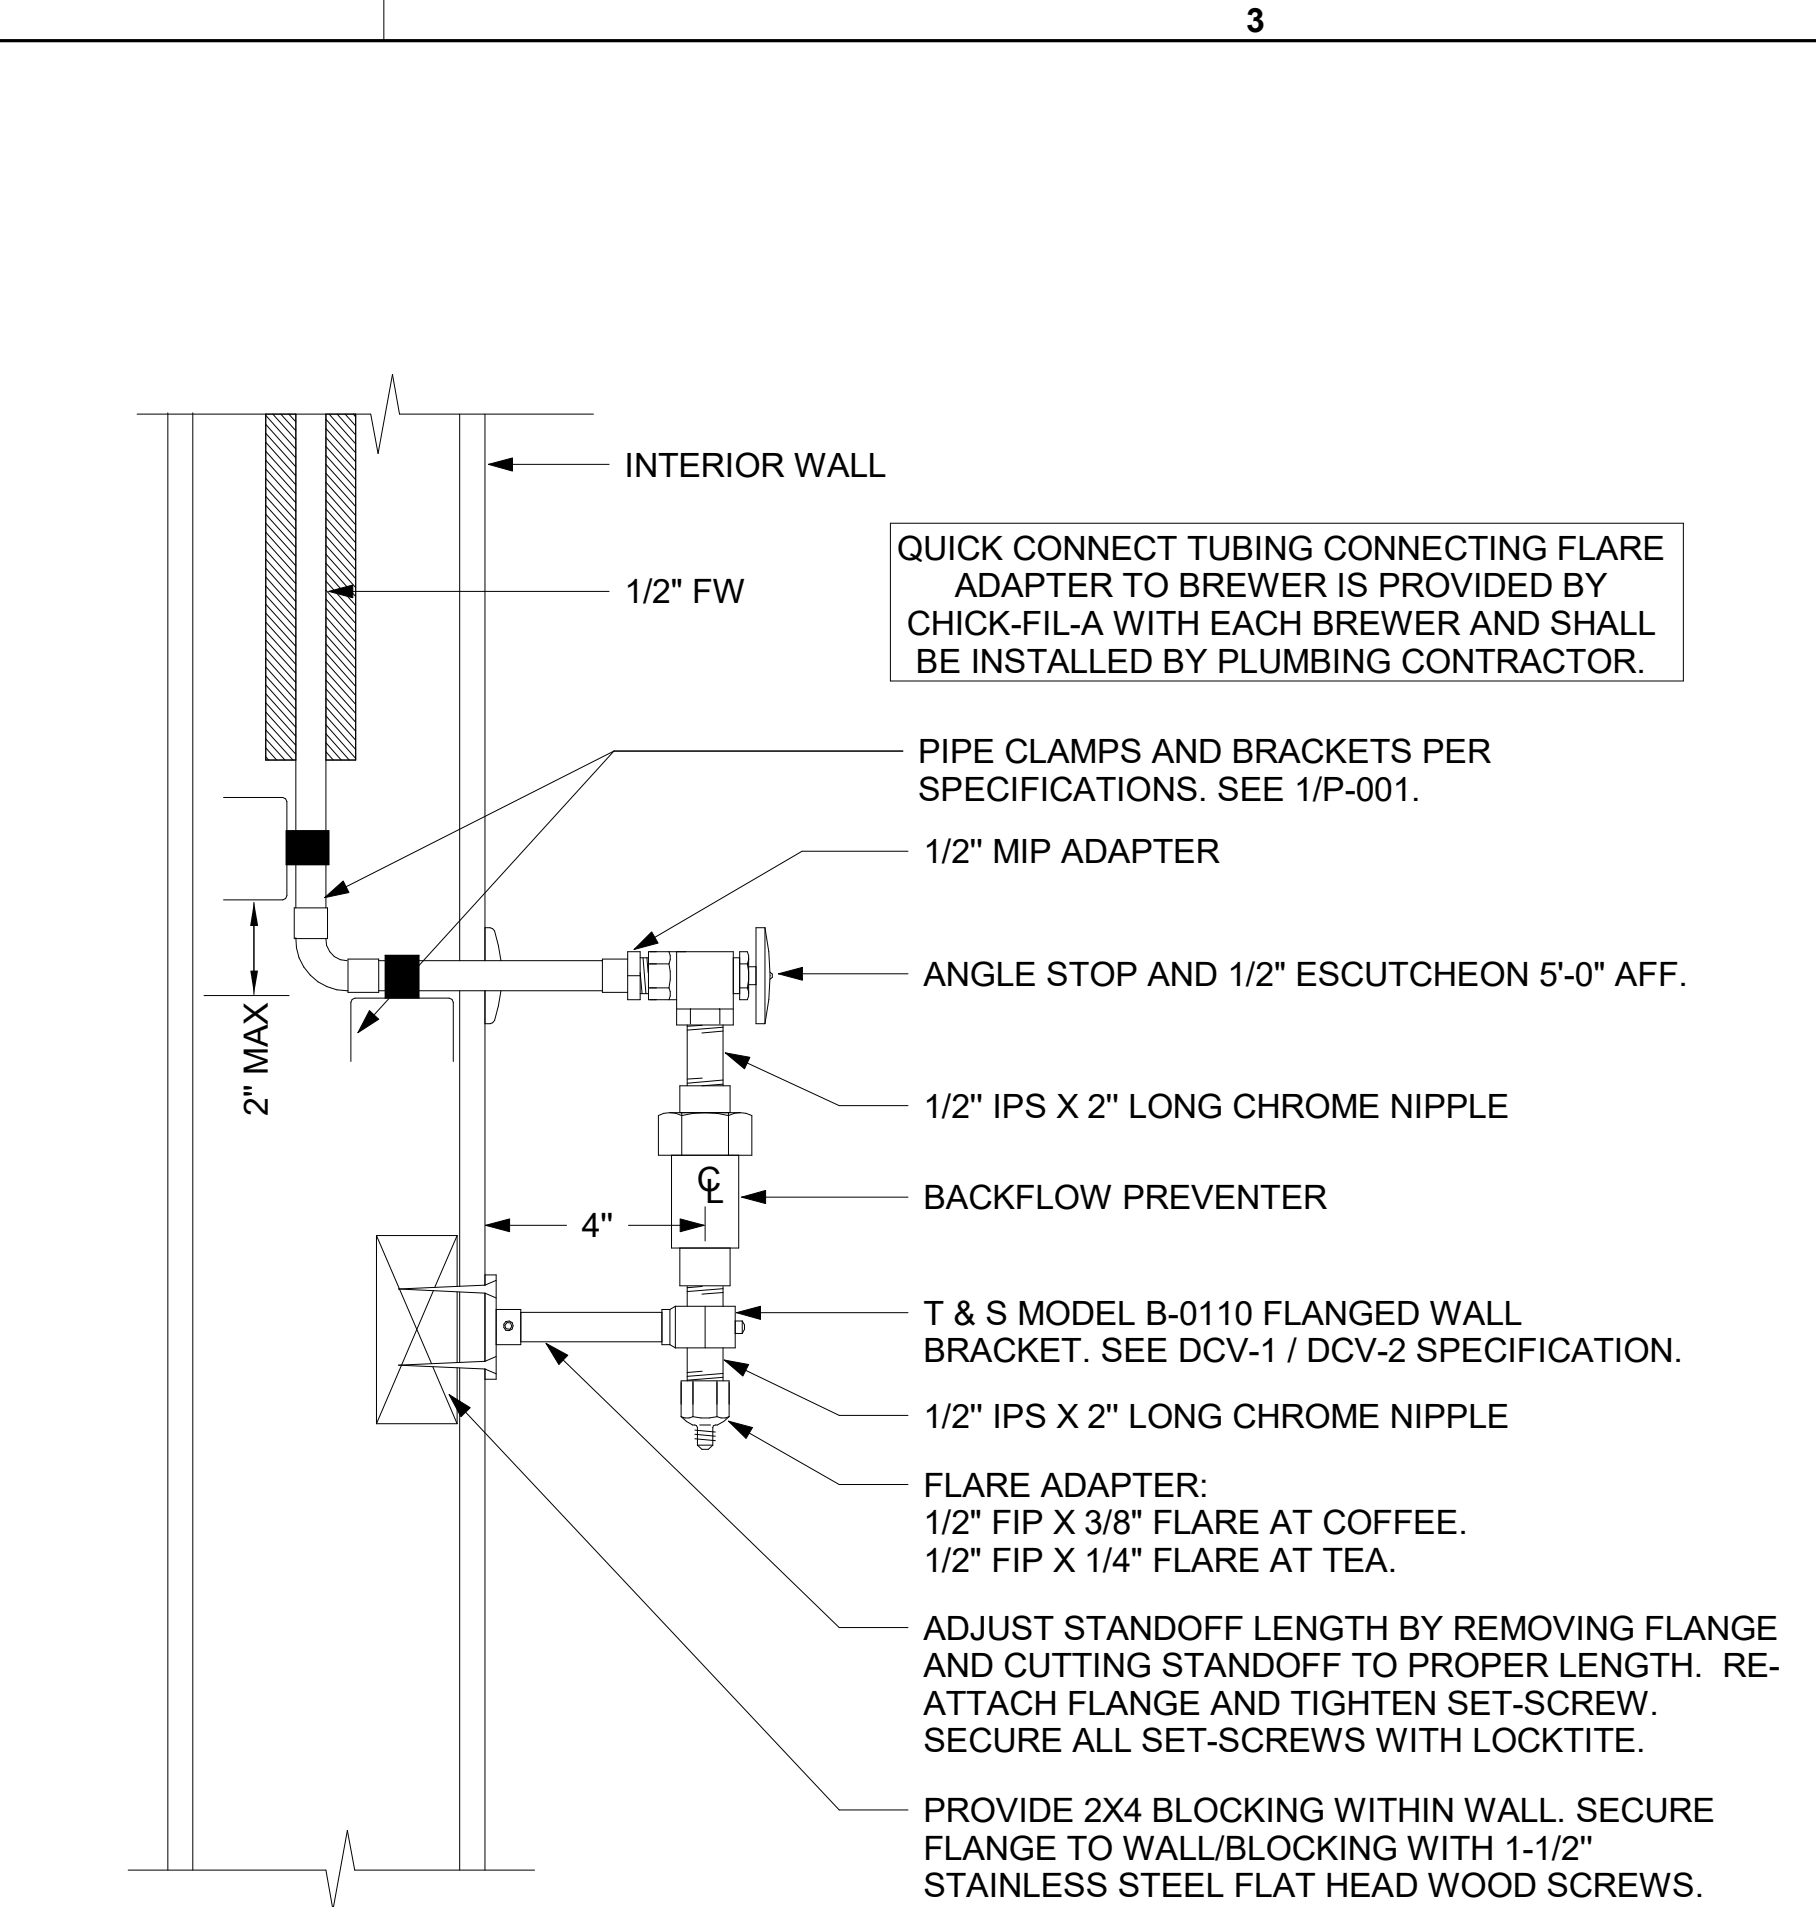 3
INTERIOR WALL
1/2" FW
QUICK CONNECT TUBING CONNECTING FLARE
ADAPTER TO BREWER IS PROVIDED BY
CHICK-FIL-A WITH EACH BREWER AND SHALL
BE INSTALLED BY PLUMBING CONTRACTOR.
PIPE CLAMPS AND BRACKETS PER
SPECIFICATIONS. SEE 1/P-001.
1/2" MIP ADAPTER
ANGLE STOP AND 1/2" ESCUTCHEON 5'-0" AFF.
2" MAX
1/2" IPS X 2" LONG CHROME NIPPLE
℄
BACKFLOW PREVENTER
4"
T & S MODEL B-0110 FLANGED WALL
BRACKET. SEE DCV-1 / DCV-2 SPECIFICATION.
1/2" IPS X 2" LONG CHROME NIPPLE
FLARE ADAPTER:
1/2" FIP X 3/8" FLARE AT COFFEE.
1/2" FIP X 1/4" FLARE AT TEA.
ADJUST STANDOFF LENGTH BY REMOVING FLANGE
AND CUTTING STANDOFF TO PROPER LENGTH. RE-
ATTACH FLANGE AND TIGHTEN SET-SCREW.
SECURE ALL SET-SCREWS WITH LOCKTITE.
PROVIDE 2X4 BLOCKING WITHIN WALL. SECURE
FLANGE TO WALL/BLOCKING WITH 1-1/2"
STAINLESS STEEL FLAT HEAD WOOD SCREWS.